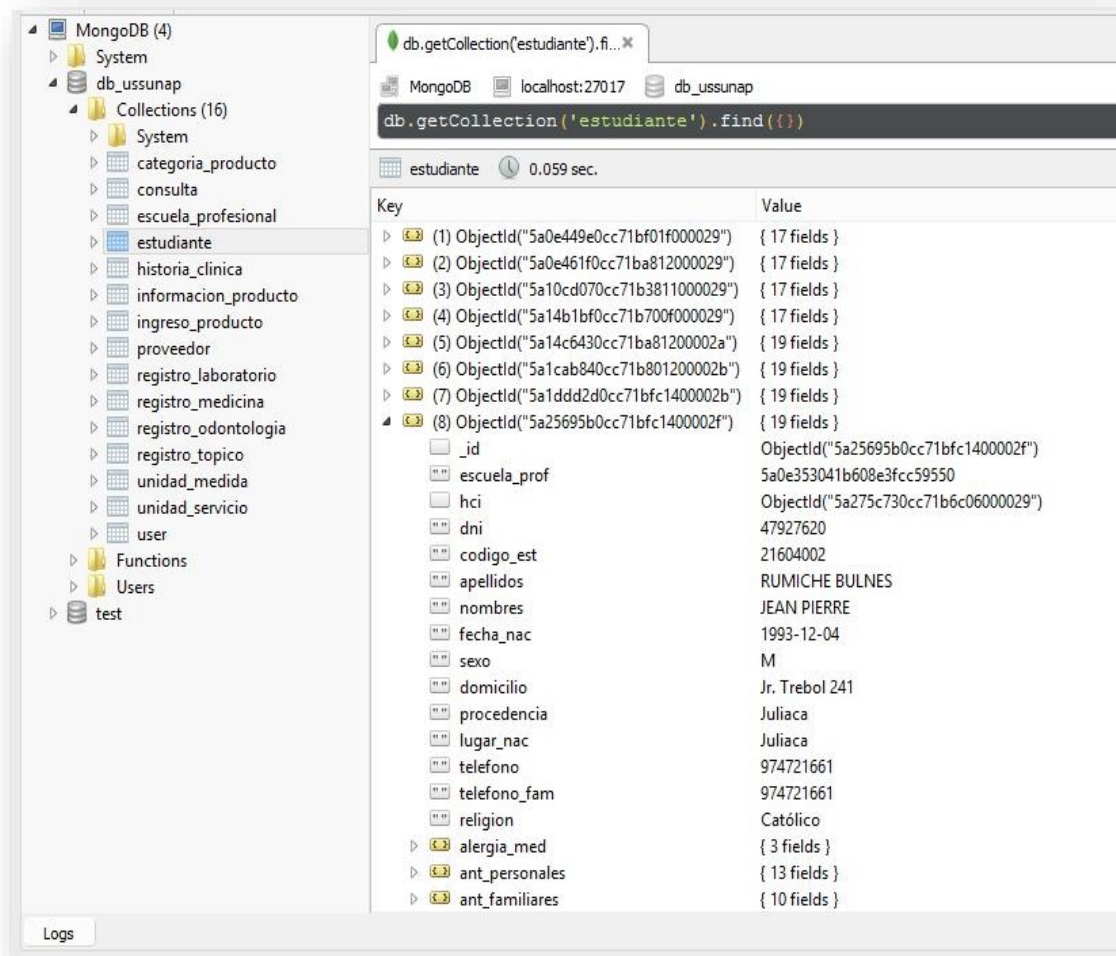 MongoDB (4)
System
db_ussunap
Collections (16)
System
categoria_producto
consulta
escuela_profesional
estudiante
historia_clinica
informacion_producto
ingreso_producto
proveedor
registro_laboratorio
registro_medicina
registro_odontologia
registro_topico
unidad_medida
unidad_servicio
user
Functions
Users
test
db.getCollection('estudiante').fi...
MongoDB localhost:27017 db_ussunap
db.getCollection('estudiante').find({})
estudiante 0.059 sec.
Key Value
(1) ObjectId("5a0e449e0cc71bf01f000029") { 17 fields }
(2) ObjectId("5a0e461f0cc71ba812000029") { 17 fields }
(3) ObjectId("5a10cd070cc71b3811000029") { 17 fields }
(4) ObjectId("5a14b1bf0cc71b700f000029") { 17 fields }
(5) ObjectId("5a14c6430cc71ba81200002a") { 19 fields }
(6) ObjectId("5a1cab840cc71b801200002b") { 19 fields }
(7) ObjectId("5a1ddd2d0cc71bfc1400002b") { 19 fields }
(8) ObjectId("5a25695b0cc71bfc1400002f") { 19 fields }
_id ObjectId("5a25695b0cc71bfc1400002f")
escuela_prof 5a0e353041b608e3fcc59550
hci ObjectId("5a275c730cc71b6c06000029")
dni 47927620
codigo_est 21604002
apellidos RUMICHE BULNES
nombres JEAN PIERRE
fecha_nac 1993-12-04
sexo M
domicilio Jr. Trebol 241
procedencia Juliaca
lugar_nac Juliaca
telefono 974721661
telefono_fam 974721661
religion Católico
alergia_med { 3 fields }
ant_personales { 13 fields }
ant_familiares { 10 fields }
Logs